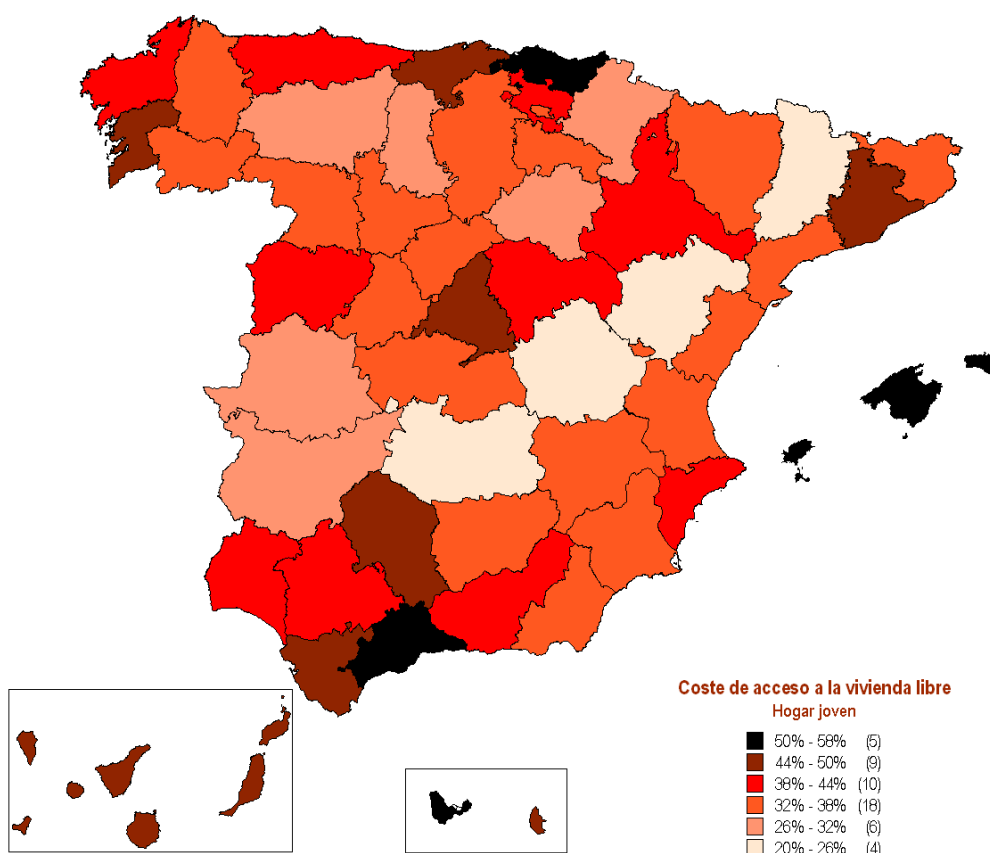 Coste de acceso a la vivienda libre
Hogar joven
50% - 58% (5)
44% - 50% (9)
38% - 44% (10)
32% - 38% (18)
26% - 32% (6)
20% - 26% (4)